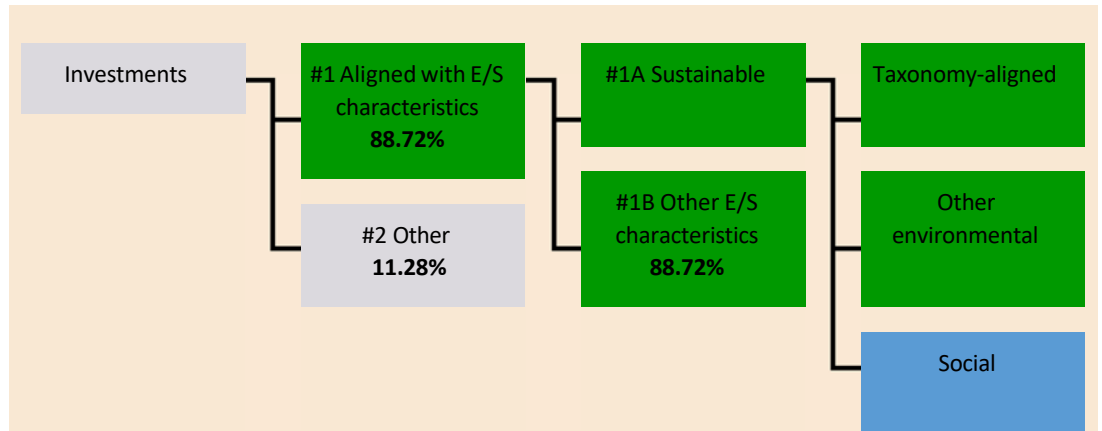 Investments
#1 Aligned with E/S
characteristics
88.72%
#2 Other
11.28%
#1A Sustainable
#1B Other E/S
characteristics
88.72%
Taxonomy-aligned
Other
environmental
Social